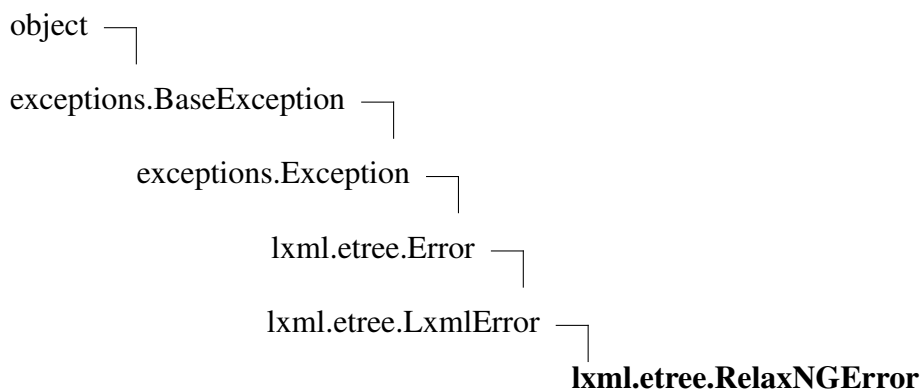 object
exceptions.BaseException
exceptions.Exception
lxml.etree.Error
lxml.etree.LxmlError
lxml.etree.RelaxNGError